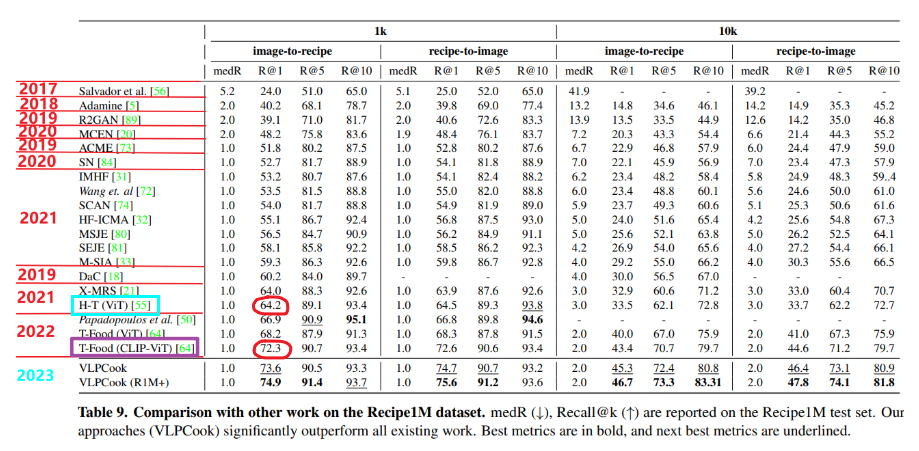 1k 10k
image-to-recipe recipe-to-image image-to-recipe recipe-to-image
medR R@1 R@5 R@10 medR R@1 R@5 R@10 medR R@1 R@5 R@10 medR R@1 R@5 R@10
2017 Salvador et al. [56] 5.2 24.0 51.0 65.0 5.1 25.0 52.0 65.0 41.9 - - - 39.2 - - -
2018 Adamine [5] 2.0 40.2 68.1 78.7 2.0 39.8 69.0 77.4 13.2 14.8 34.6 46.1 14.2 14.9 35.3 45.2
2019 R2GAN [89] 2.0 39.1 71.0 81.7 2.0 40.6 72.6 83.3 13.9 13.5 33.5 44.9 12.6 14.2 35.0 46.8
2020 MCEN [20] 2.0 48.2 75.8 83.6 1.9 48.4 76.1 83.7 7.2 20.3 43.3 54.4 6.6 21.4 44.3 55.2
2019 ACME [73] 1.0 51.8 80.2 87.5 1.0 52.8 80.2 87.6 6.7 22.9 46.8 57.9 6.0 24.4 47.9 59.0
2020 SN [84] 1.0 52.7 81.7 88.9 1.0 54.1 81.8 88.9 7.0 22.1 45.9 56.9 7.0 23.4 47.3 57.9
IMHF [31] 1.0 53.2 80.7 87.6 1.0 54.1 82.4 88.2 6.2 23.4 48.2 58.4 5.8 24.9 48.3 59..4
Wang et. al [72] 1.0 53.5 81.5 88.8 1.0 55.0 82.0 88.8 6.0 23.4 48.8 60.1 5.6 24.6 50.0 61.0
SCAN [74] 1.0 54.0 81.7 88.8 1.0 54.9 81.9 89.0 5.9 23.7 49.3 60.6 5.1 25.3 50.6 61.6
2021 HF-ICMA [32] 1.0 55.1 86.7 92.4 1.0 56.8 87.5 93.0 5.0 24.0 51.6 65.4 4.2 25.6 54.8 67.3
MSJE [80] 1.0 56.5 84.7 90.9 1.0 56.2 84.9 91.1 5.0 25.6 52.1 63.8 5.0 26.2 52.5 64.1
SEJE [81] 1.0 58.1 85.8 92.2 1.0 58.5 86.2 92.3 4.2 26.9 54.0 65.6 4.0 27.2 54.4 66.1
M-SIA [33] 1.0 59.3 86.3 92.6 1.0 59.8 86.7 92.8 4.0 29.2 55.0 66.2 4.0 30.3 55.6 66.5
2019 DaC [18] 1.0 60.2 84.0 89.7 - - - - 4.0 30.0 56.5 67.0 - - - -
2021 X-MRS [21] 1.0 64.0 88.3 92.6 1.0 63.9 87.6 92.6 3.0 32.9 60.6 71.2 3.0 33.0 60.4 70.7
H-T (ViT) [55] 1.0 64.2 89.1 93.4 1.0 64.5 89.3 93.8 3.0 33.5 62.1 72.8 3.0 33.7 62.2 72.7
Papadopoulos et al. [50] 1.0 66.9 90.9 95.1 1.0 66.8 89.8 94.6 - - - - - - - -
2022 T-Food (ViT) [64] 1.0 68.2 87.9 91.3 1.0 68.3 87.8 91.5 2.0 40.0 67.0 75.9 2.0 41.0 67.3 75.9
T-Food (CLIP-ViT) [64] 1.0 72.3 90.7 93.4 1.0 72.6 90.6 93.4 2.0 43.4 70.7 79.7 2.0 44.6 71.2 79.7
2023 VLPCook 1.0 73.6 90.5 93.3 1.0 74.7 90.7 93.2 2.0 45.3 72.4 80.8 2.0 46.4 73.1 80.9
VLPCook (R1M+) 1.0 74.9 91.4 93.7 1.0 75.6 91.2 93.6 2.0 46.7 73.3 83.31 2.0 47.8 74.1 81.8
Table 9. Comparison with other work on the Recipe1M dataset. medR (↓), Recall@k (↑) are reported on the Recipe1M test set. Our
approaches (VLPCook) significantly outperform all existing work. Best metrics are in bold, and next best metrics are underlined.